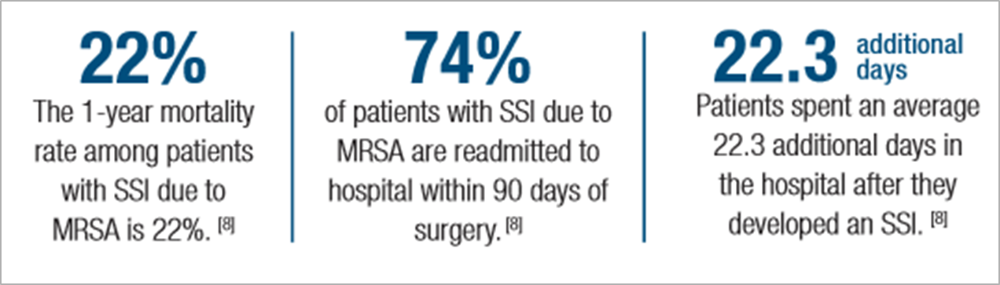 22%
The 1-year mortality
rate among patients
with SSI due to
MRSA is 22%. [8]
74%
of patients with SSI due to
MRSA are readmitted to
hospital within 90 days of
surgery. [8]
22.3 additional
days
Patients spent an average
22.3 additional days in
the hospital after they
developed an SSI. [8]